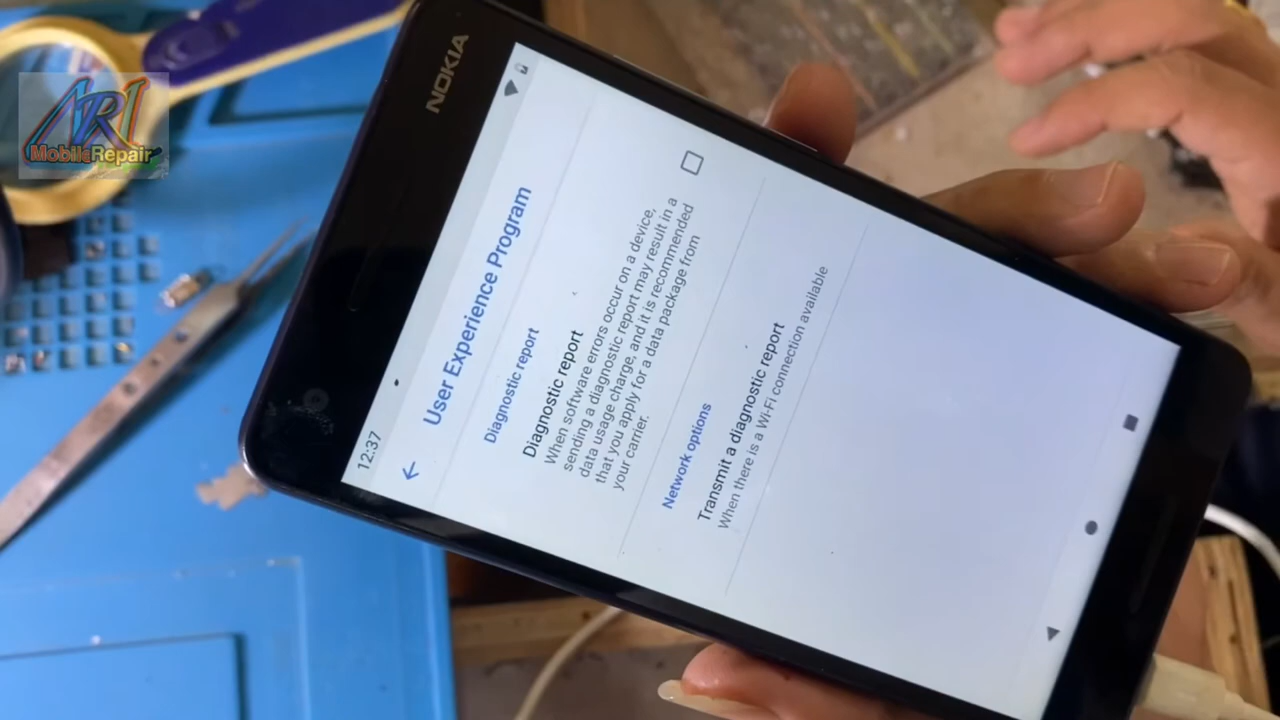 ARI
MobileRepair
NOKIA
12:37
User Experience Program
Diagnostic report
Diagnostic report
When software errors occur on a device,
sending a diagnostic report may result in a
data usage charge, and it is recommended
that you apply for a data package from
your carrier.
Network options
Transmit a diagnostic report
When there is a Wi-Fi connection available